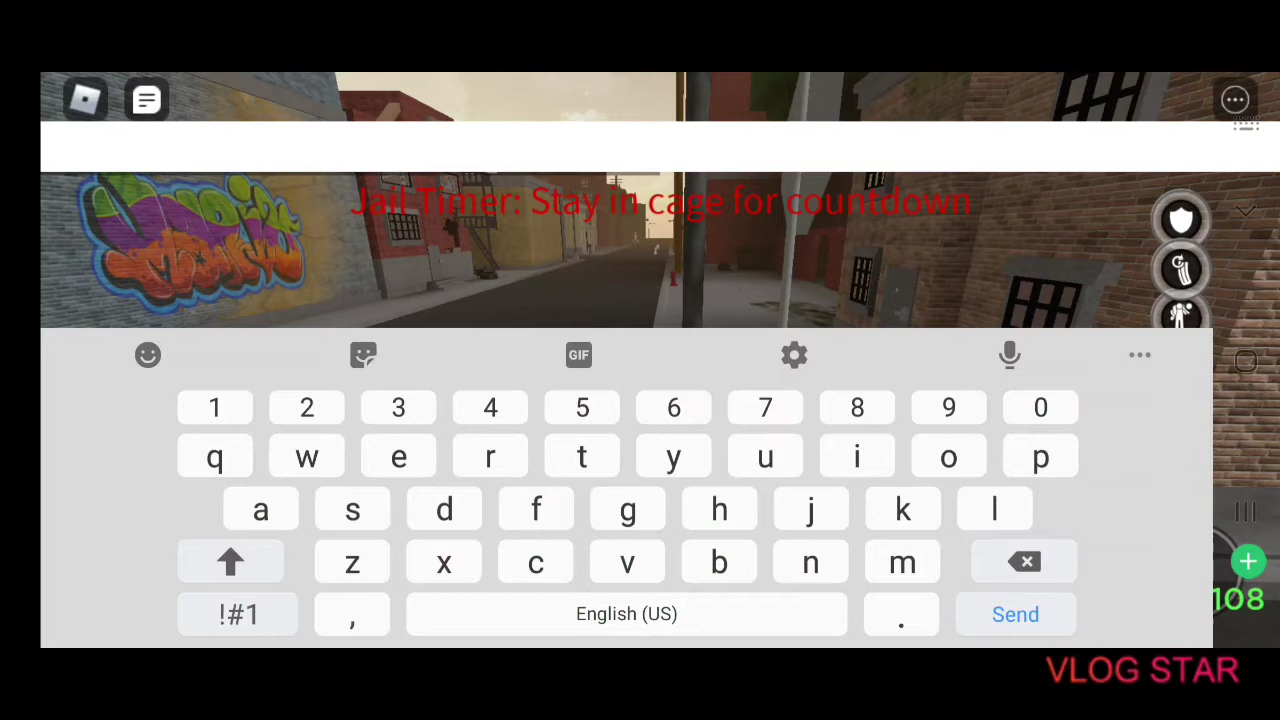 Jail Timer: Stay in cage for countdown
GIF
1 2 3 4 5 6 7 8 9 0
q w e r t y u i o p
a s d f g h j k l
z x c v b n m
!#1 , English (US) . Send
108
VLOG STAR